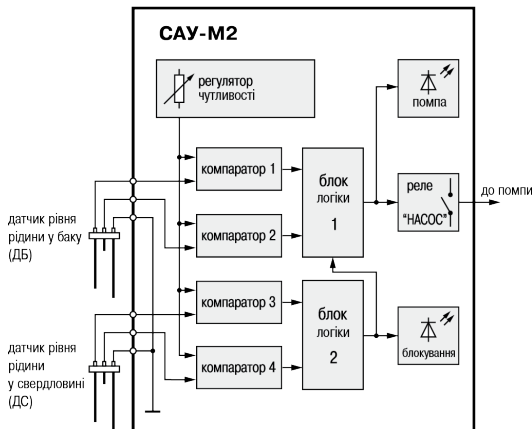 САУ-М2
регулятор
чутливості
помпа
компаратор 1
блок
логіки
1
реле
"НАСОС"
до помпи
датчик рівня
рідини у баку
(ДБ)
компаратор 2
компаратор 3
блок
логіки
2
блокування
датчик рівня
рідини
у свердловині
(ДС)
компаратор 4